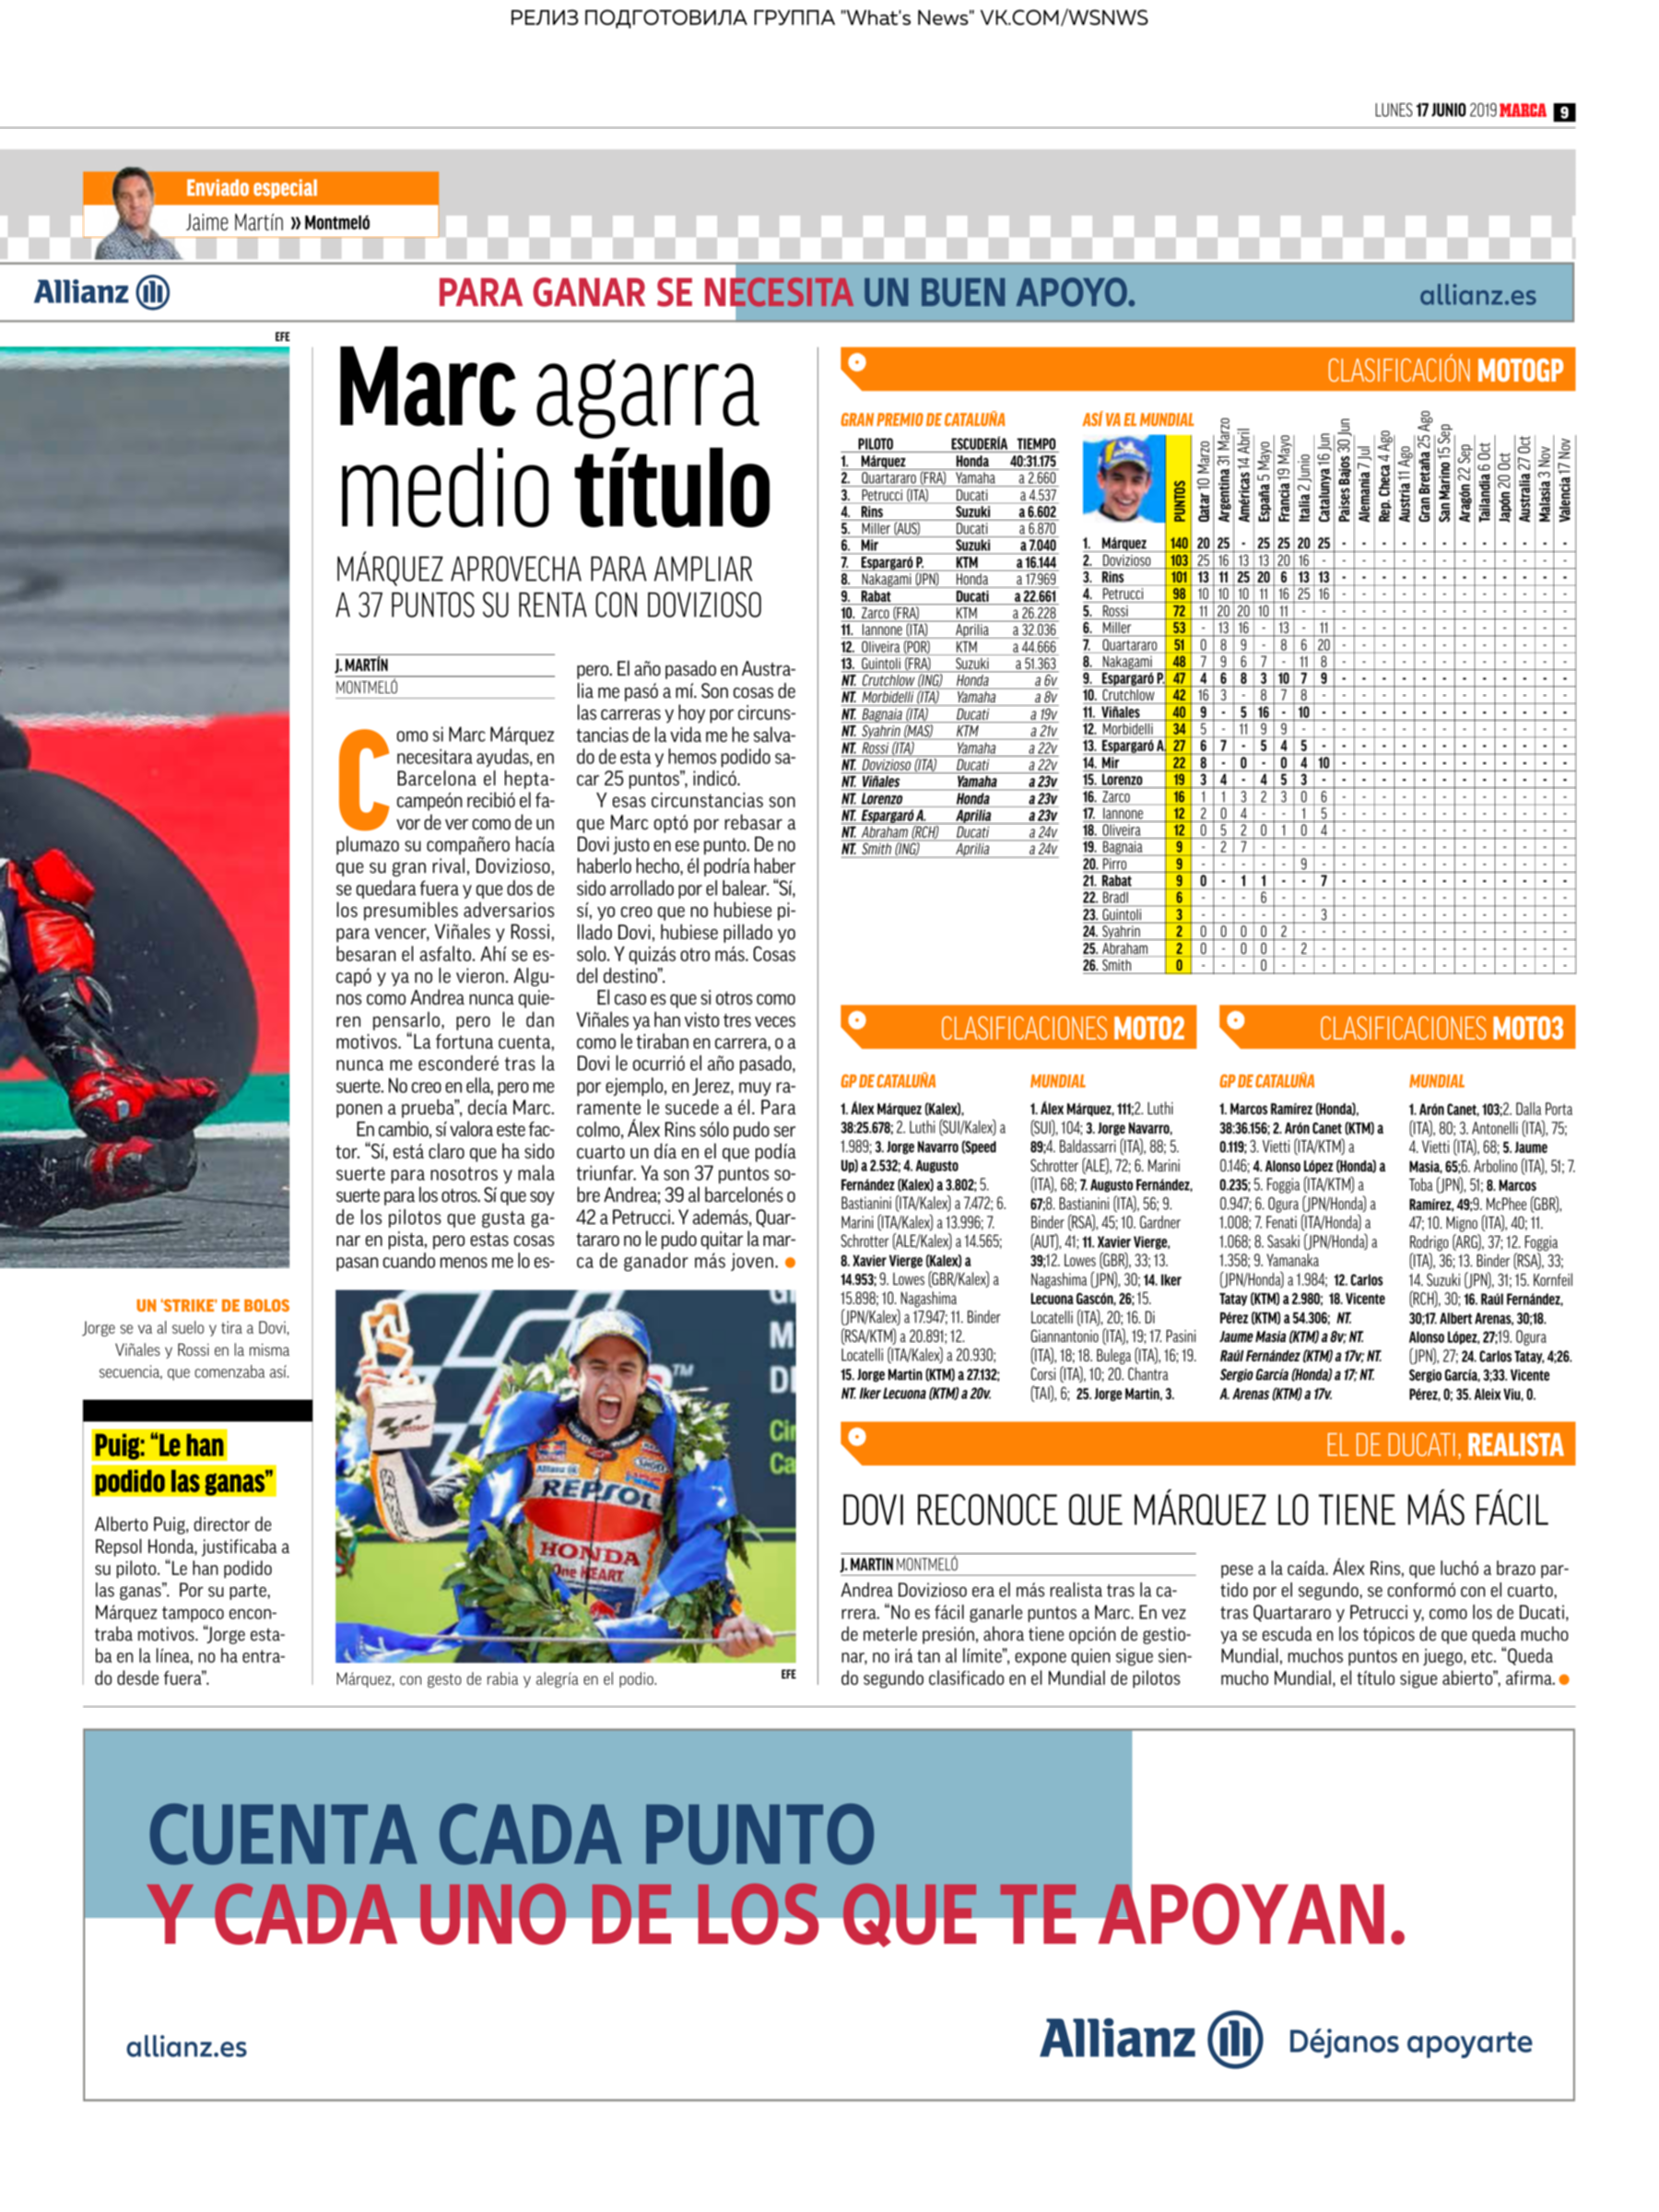 РЕЛИЗ ПОДГОТОВИЛА ГРУППА "What's News" VK.COM/WSNWS
LUNES 17 JUNIO 2019 MARCA 9
Enviado especial
Jaime Martín » Montmeló
Allianz
PARA GANAR SE NECESITA UN BUEN APOYO.
allianz.es
EFE
Marc agarra
medio título
MÁRQUEZ APROVECHA PARA AMPLIAR
A 37 PUNTOS SU RENTA CON DOVIZIOSO
J. MARTÍN
MONTMELÓ
Como si Marc Márquez
necesitara ayudas, en
Barcelona el hepta-
campeón recibió el fa-
vor de ver como de un
plumazo su compañero hacía
que su gran rival, Dovizioso,
se quedara fuera y que dos de
los presumibles adversarios
para vencer, Viñales y Rossi,
besaran el asfalto. Ahí se es-
capó y ya no le vieron. Algu-
nos como Andrea nunca quie-
ren pensarlo, pero le dan
motivos. “La fortuna cuenta,
nunca me esconderé tras la
suerte. No creo en ella, pero me
ponen a prueba”, decía Marc.
En cambio, sí valora este fac-
tor. “Sí, está claro que ha sido
suerte para nosotros y mala
suerte para los otros. Sí que soy
de los pilotos que gusta ga-
nar en pista, pero estas cosas
pasan cuando menos me lo es-
pero. El año pasado en Austra-
lia me pasó a mí. Son cosas de
las carreras y hoy por circuns-
tancias de la vida me he salva-
do de esta y hemos podido sa-
car 25 puntos”, indicó.
Y esas circunstancias son
que Marc optó por rebasar a
Dovi justo en ese punto. De no
haberlo hecho, él podría haber
sido arrollado por el balear. “Sí,
sí, yo creo que no hubiese pi-
llado Dovi, hubiese pillado yo
solo. Y quizás otro más. Cosas
del destino”.
El caso es que si otros como
Viñales ya han visto tres veces
como le tiraban en carrera, o a
Dovi le ocurrió el año pasado,
por ejemplo, en Jerez, muy ra-
ramente le sucede a él. Para
colmo, Álex Rins sólo pudo ser
cuarto un día en el que podía
triunfar. Ya son 37 puntos so-
bre Andrea; 39 al barcelonés o
42 a Petrucci. Y además, Quar-
tararo no le pudo quitar la mar-
ca de ganador más joven.
UN 'STRIKE' DE BOLOS
Jorge se va al suelo y tira a Dovi,
Viñales y Rossi en la misma
secuencia, que comenzaba así.
Puig: “Le han
podido las ganas”
Alberto Puig, director de
Repsol Honda, justificaba a
su piloto. “Le han podido
las ganas”. Por su parte,
Márquez tampoco encon-
traba motivos. “Jorge esta-
ba en la línea, no ha entra-
do desde fuera”.
REPSOL
HONDA
One HEART
Márquez, con gesto de rabia y alegría en el podio.
EFE
CLASIFICACIÓN MOTOGP
GRAN PREMIO DE CATALUÑA
PILOTO ESCUDERÍA TIEMPO
1. Márquez Honda 40:31.175
2. Quartararo (FRA) Yamaha a 2.660
3. Petrucci (ITA) Ducati a 4.537
4. Rins Suzuki a 6.602
5. Miller (AUS) Ducati a 6.870
6. Mir Suzuki a 7.040
7. Espargaró P. KTM a 16.144
8. Nakagami (JPN) Honda a 17.969
9. Rabat Ducati a 22.661
10. Zarco (FRA) KTM a 26.228
11. Iannone (ITA) Aprilia a 32.036
12. Oliveira (POR) KTM a 44.666
13. Guintoli (FRA) Suzuki a 51.363
NT. Crutchlow (ING) Honda a 6v
NT. Morbidelli (ITA) Yamaha a 8v
NT. Bagnaia (ITA) Ducati a 19v
NT. Syahrin (MAS) KTM a 21v
NT. Rossi (ITA) Yamaha a 22v
NT. Dovizioso (ITA) Ducati a 22v
NT. Viñales Yamaha a 23v
NT. Lorenzo Honda a 23v
NT. Espargaró A. Aprilia a 23v
NT. Abraham (RCH) Ducati a 24v
NT. Smith (ING) Aprilia a 24v
ASÍ VA EL MUNDIAL
PUNTOS
Qatar 10 Marzo
Argentina 31 Marzo
Américas 14 Abril
España 5 Mayo
Francia 19 Mayo
Italia 2 Junio
Catalunya 16 Jun
Paises Bajos 30 Jun
Alemania 7 Jul
Rep. Checa 4 Ago
Austria 11 Ago
Gran Bretaña 25 Ago
San Marino 15 Sep
Aragón 22 Sep
Tailandia 6 Oct
Japón 20 Oct
Australia 27 Oct
Malasia 3 Nov
Valencia 17 Nov
1. Márquez 140 20 25 - 25 25 20 25 - - - - - - - - - - - -
2. Dovizioso 103 25 16 13 13 20 16 - - - - - - - - - - - - -
3. Rins 101 13 11 25 20 6 13 13 - - - - - - - - - - - -
4. Petrucci 98 10 10 10 11 16 25 16 - - - - - - - - - - - -
5. Rossi 72 11 20 20 10 11 - - - - - - - - - - - - - -
6. Miller 53 - 13 16 - 13 - 11 - - - - - - - - - - - -
7. Quartararo 51 0 8 9 - 8 6 20 - - - - - - - - - - - -
8. Nakagami 48 7 9 6 7 - 11 8 - - - - - - - - - - - -
9. Espargaró P. 47 4 6 8 3 10 7 9 - - - - - - - - - - - -
10. Crutchlow 42 16 3 - 8 7 8 - - - - - - - - - - - - -
11. Viñales 40 9 - 5 16 - 10 - - - - - - - - - - - - -
12. Morbidelli 34 5 - 11 9 9 - - - - - - - - - - - - - -
13. Espargaró A. 27 6 7 - 5 4 5 - - - - - - - - - - - - -
14. Mir 22 8 - 0 - 0 4 10 - - - - - - - - - - - -
15. Lorenzo 19 3 4 - 4 5 3 - - - - - - - - - - - - -
16. Zarco 16 1 1 3 2 3 0 6 - - - - - - - - - - - -
17. Iannone 12 2 0 4 - - 1 5 - - - - - - - - - - - -
18. Oliveira 12 0 5 2 0 1 0 4 - - - - - - - - - - - -
19. Bagnaia 9 - 2 7 - - - - - - - - - - - - - - - -
20. Pirro 9 - - - - - 9 - - - - - - - - - - - - -
21. Rabat 9 0 - 1 1 - - 7 - - - - - - - - - - - -
22. Bradl 6 - - - 6 - - - - - - - - - - - - - - -
23. Guintoli 3 - - - - - - 3 - - - - - - - - - - - -
24. Syahrin 2 0 0 0 0 2 - - - - - - - - - - - - - -
25. Abraham 2 0 - 0 0 - 2 - - - - - - - - - - - - -
26. Smith 0 - - - 0 - - - - - - - - - - - - - - -
CLASIFICACIONES MOTO2
GP DE CATALUÑA
1. Álex Márquez (Kalex),
38:25.678; 2. Luthi (SUI/Kalex) a
1.989; 3. Jorge Navarro (Speed
Up) a 2.532; 4. Augusto
Fernández (Kalex) a 3.802; 5.
Bastianini (ITA/Kalex) a 7.472; 6.
Marini (ITA/Kalex) a 13.996; 7.
Schrotter (ALE/Kalex) a 14.565;
8. Xavier Vierge (Kalex) a
14.953; 9. Lowes (GBR/Kalex) a
15.898; 10. Nagashima
(JPN/Kalex) a 17.947; 11. Binder
(RSA/KTM) a 20.891; 12.
Locatelli (ITA/Kalex) a 20.930;
15. Jorge Martin (KTM) a 27.132;
NT. Iker Lecuona (KTM) a 20v.
MUNDIAL
1. Álex Márquez, 111;2. Luthi
(SUI), 104; 3. Jorge Navarro,
89;4. Baldassarri (ITA), 88; 5.
Schrotter (ALE), 72; 6. Marini
(ITA), 68; 7. Augusto Fernández,
67;8. Bastianini (ITA), 56; 9.
Binder (RSA), 45; 10. Gardner
(AUT), 41; 11. Xavier Vierge,
39;12. Lowes (GBR), 33; 13.
Nagashima (JPN), 30; 14. Iker
Lecuona Gascón, 26; 15.
Locatelli (ITA), 20; 16. Di
Giannantonio (ITA), 19; 17. Pasini
(ITA), 18; 18. Bulega (ITA), 16; 19.
Corsi (ITA), 10; 20. Chantra
(TAI), 6; 25. Jorge Martin, 3.
CLASIFICACIONES MOTO3
GP DE CATALUÑA
1. Marcos Ramírez (Honda),
38:36.156; 2. Arón Canet (KTM) a
0.119; 3. Vietti (ITA/KTM) a
0.146; 4. Alonso López (Honda) a
0.235; 5. Foggia (ITA/KTM) a
0.947; 6. Ogura (JPN/Honda) a
1.008; 7. Fenati (ITA/Honda) a
1.068; 8. Sasaki (JPN/Honda) a
1.358; 9. Yamanaka
(JPN/Honda) a 1.984; 12. Carlos
Tatay (KTM) a 2.980; 18. Vicente
Pérez (KTM) a 54.306; NT.
Jaume Masia (KTM) a 8v; NT.
Raúl Fernández (KTM) a 17v; NT.
Sergio García (Honda) a 17; NT.
A. Arenas (KTM) a 17v.
MUNDIAL
1. Arón Canet, 103;2. Dalla Porta
(ITA), 80; 3. Antonelli (ITA), 75;
4. Vietti (ITA), 68; 5. Jaume
Masia, 65;6. Arbolino (ITA), 51; 7.
Toba (JPN), 51; 8. Marcos
Ramírez, 49;9. McPhee (GBR),
47; 10. Migno (ITA), 40; 11.
Rodrigo (ARG), 37; 12. Foggia
(ITA), 36; 13. Binder (RSA), 33;
14. Suzuki (JPN), 31; 15. Kornfeil
(RCH), 30; 16. Raúl Fernández,
30;17. Albert Arenas, 30;18.
Alonso López, 27;19. Ogura
(JPN), 27; 24. Carlos Tatay, 4;26.
Sergio García, 3;33. Vicente
Pérez, 0; 35. Aleix Viu, 0.
EL DE DUCATI, REALISTA
DOVI RECONOCE QUE MÁRQUEZ LO TIENE MÁS FÁCIL
J. MARTIN MONTMELÓ
Andrea Dovizioso era el más realista tras la ca-
rrera. “No es fácil ganarle puntos a Marc. En vez
de meterle presión, ahora tiene opción de gestio-
nar, no irá tan al límite”, expone quien sigue sien-
do segundo clasificado en el Mundial de pilotos
pese a la caída. Álex Rins, que luchó a brazo par-
tido por el segundo, se conformó con el cuarto,
tras Quartararo y Petrucci y, como los de Ducati,
ya se escuda en los tópicos de que queda mucho
Mundial, muchos puntos en juego, etc. “Queda
mucho Mundial, el título sigue abierto”, afirma.
CUENTA CADA PUNTO
Y CADA UNO DE LOS QUE TE APOYAN.
allianz.es
Allianz
Déjanos apoyarte